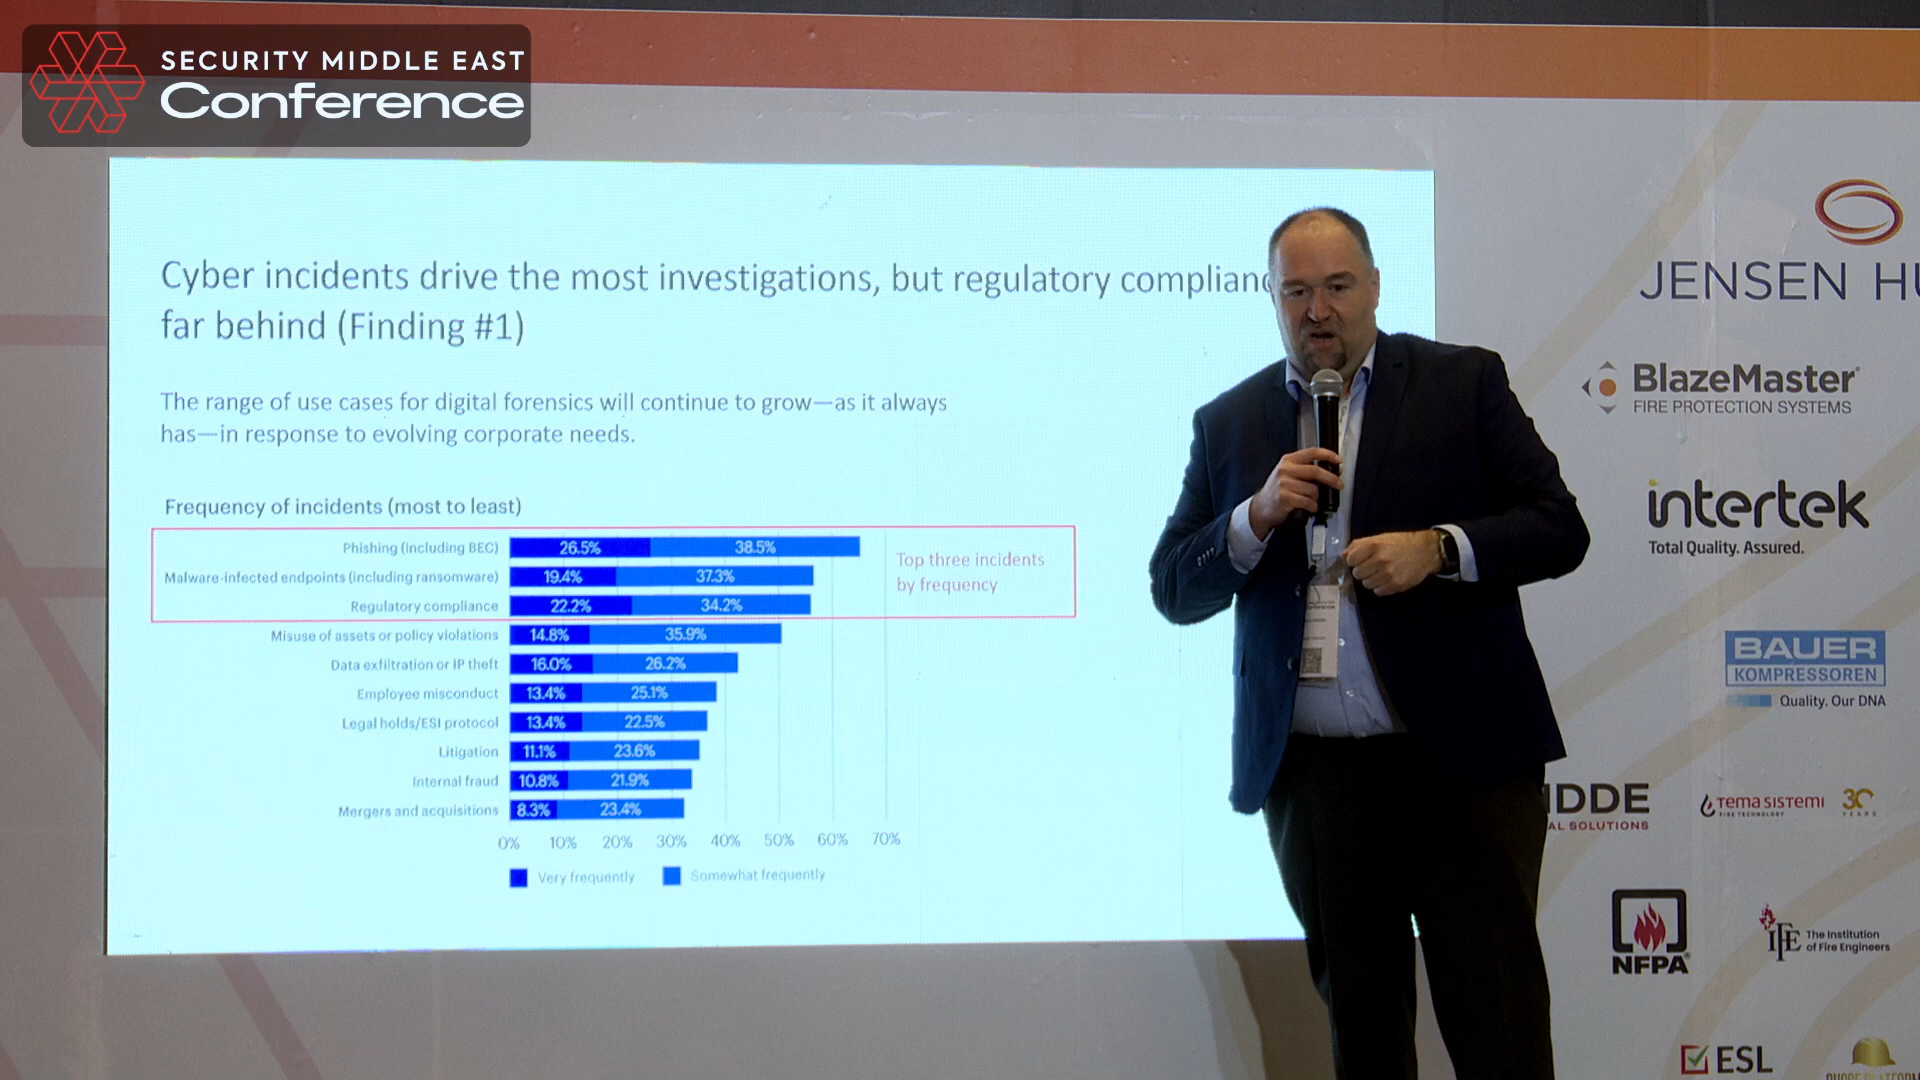 SECURITY MIDDLE EAST
Conference
Cyber incidents drive the most investigations, but regulatory
far behind (Finding #1)
The range of use cases for digital forensics will continue to grow—as it always
has—in response to evolving corporate needs.
Frequency of incidents (most to least)
Phishing (including BEC) 26.5% 38.5%
Malware-infected endpoints (including ransomware) 19.4% 37.3%
Regulatory compliance 22.2% 34.2%
Top three incidents
by frequency
Misuse of assets or policy violations 14.8% 35.9%
Data exfiltration or IP theft 16.0% 26.2%
Employee misconduct 13.4% 25.1%
Legal holds/ESI protocol 13.4% 22.5%
Litigation 11.1% 23.6%
Internal fraud 10.8% 21.9%
Mergers and acquisitions 8.3% 23.4%
0% 10% 20% 30% 40% 50% 60% 70%
Very frequently Somewhat frequently
JENSEN
BlazeMaster
FIRE PROTECTION SYSTEMS
intertek
Total Quality. Assured.
BAUER
KOMPRESSOREN
Quality. Our DNA
SOLUTIONS
TEMA SISTEMI
FIRE TECHNOLOGY
30
YEARS
NFPA
IFE The Institution
of Fire Engineers
ESL